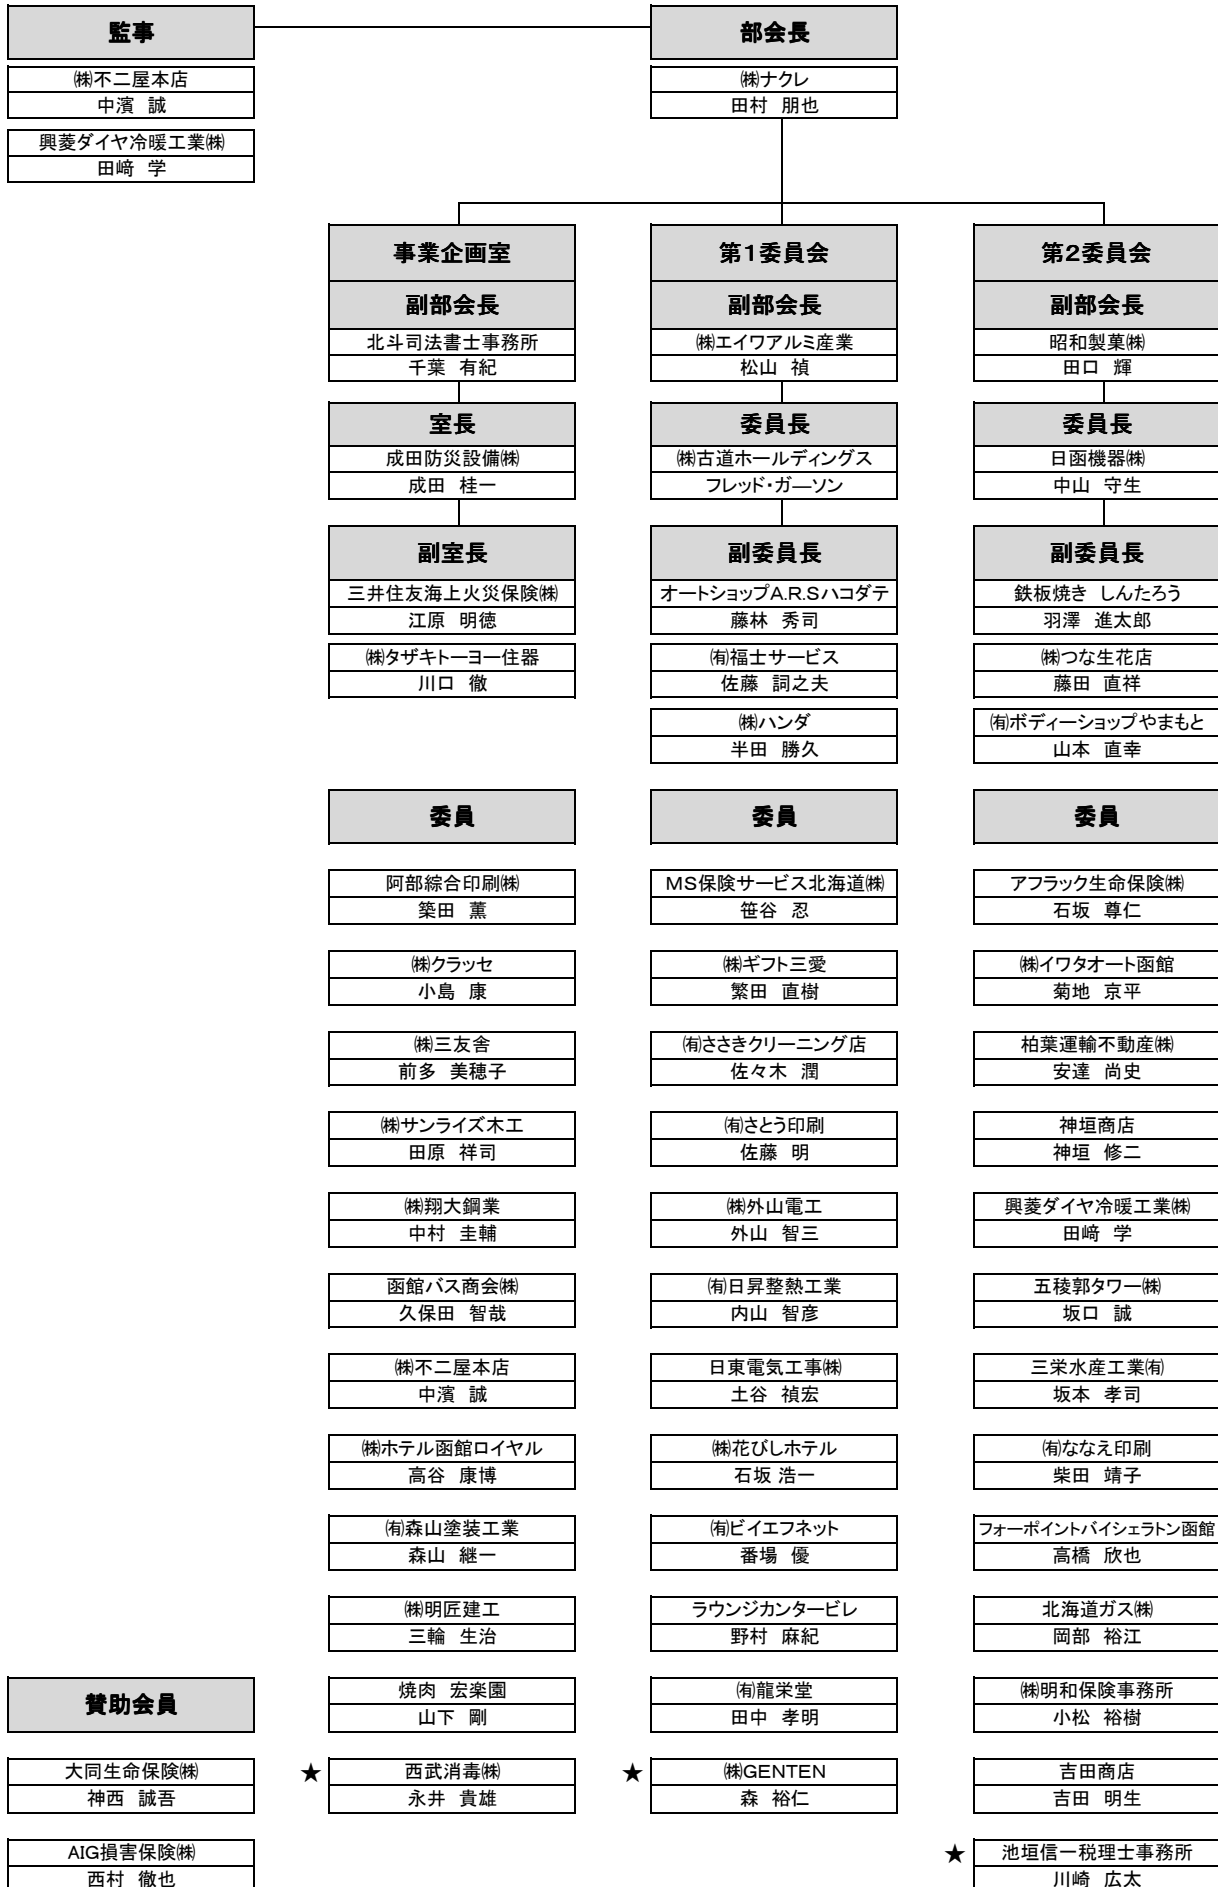 監事
㈱不二屋本店
中濱　誠
興菱ダイヤ冷暖工業㈱
田﨑　学
部会長
㈱ナクレ
田村　朋也
事業企画室
副部会長
北斗司法書士事務所
千葉　有紀
室長
成田防災設備㈱
成田　桂一
副室長
三井住友海上火災保険㈱
江原　明徳
㈱タザキトーヨー住器
川口　徹
委員
阿部綜合印刷㈱
築田　薫
㈱クラッセ
小島　康
㈱三友舎
前多　美穂子
㈱サンライズ木工
田原　祥司
㈱翔大鋼業
中村　圭輔
函館バス商会㈱
久保田　智哉
㈱不二屋本店
中濱　誠
㈱ホテル函館ロイヤル
高谷　康博
㈲森山塗装工業
森山　継一
㈱明匠建工
三輪　生治
焼肉　宏楽園
山下　剛
★ 西武消毒㈱
永井　貴雄
第1委員会
副部会長
㈱エイワアルミ産業
松山　禎
委員長
㈱古道ホールディングス
フレッド・ガーソン
副委員長
オートショップA.R.Sハコダテ
藤林　秀司
㈲福士サービス
佐藤　詞之夫
㈱ハンダ
半田　勝久
委員
MS保険サービス北海道㈱
笹谷　忍
㈱ギフト三愛
繁田　直樹
㈲ささきクリーニング店
佐々木　潤
㈲さとう印刷
佐藤　明
㈱外山電工
外山　智三
㈲日昇整熱工業
内山　智彦
日東電気工事㈱
土谷　禎宏
㈱花びしホテル
石坂 浩一
㈲ビイエフネット
番場　優
ラウンジカンタービレ
野村　麻紀
㈲龍栄堂
田中　孝明
★ ㈱GENTEN
森　裕仁
第2委員会
副部会長
昭和製菓㈱
田口　輝
委員長
日函機器㈱
中山　守生
副委員長
鉄板焼き　しんたろう
羽澤　進太郎
㈱つな生花店
藤田　直祥
㈲ボディーショップやまもと
山本　直幸
委員
アフラック生命保険㈱
石坂　尊仁
㈱イワタオート函館
菊地　京平
柏葉運輸不動産㈱
安達　尚史
神垣商店
神垣　修二
興菱ダイヤ冷暖工業㈱
田﨑　学
五稜郭タワー㈱
坂口　誠
三栄水産工業㈲
坂本　孝司
㈲ななえ印刷
柴田　靖子
フォーポイントバイシェラトン函館
高橋　欣也
北海道ガス㈱
岡部　裕江
㈱明和保険事務所
小松　裕樹
吉田商店
吉田　明生
★ 池垣信一税理士事務所
川崎　広太
賛助会員
大同生命保険㈱
神西　誠吾
AIG損害保険㈱
西村　徹也